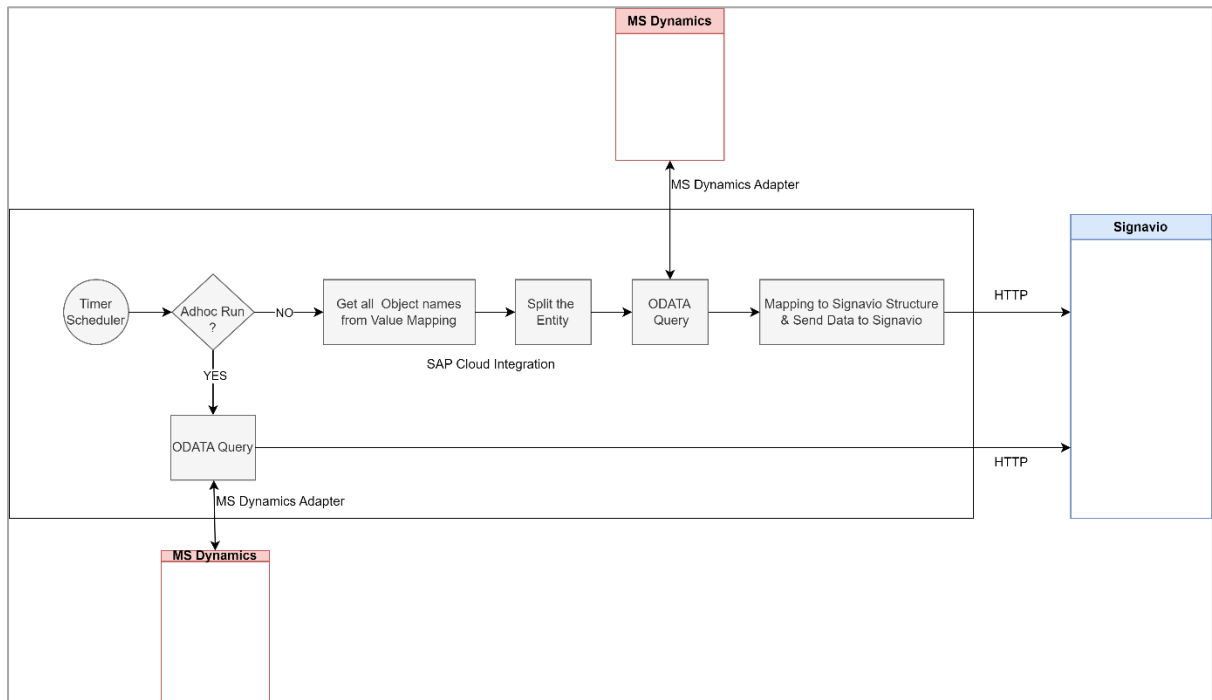 MS Dynamics
MS Dynamics Adapter
Signavio
Timer
Scheduler
Adhoc Run
?
NO
Get all  Object names
from Value Mapping
Split the
Entity
ODATA
Query
Mapping to Signavio Structure
& Send Data to Signavio
HTTP
SAP Cloud Integration
YES
ODATA Query
HTTP
MS Dynamics Adapter
MS Dynamics